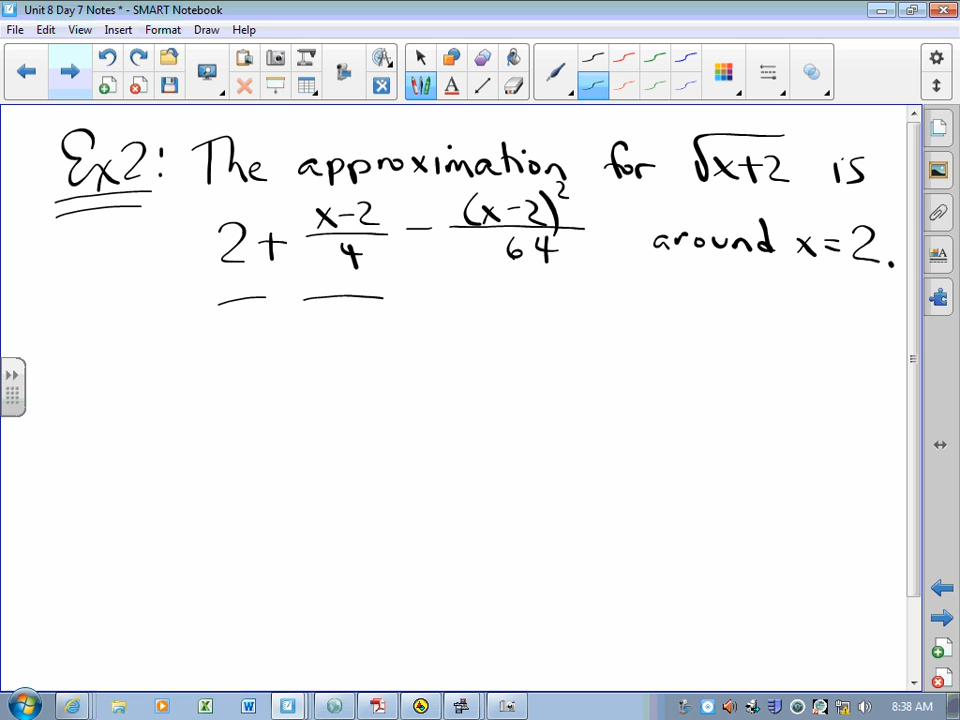 Unit 8 Day 7 Notes * - SMART Notebook
File Edit View Insert Format Draw Help
Ex2: The approximation for √x+2 is
2 + (x-2)/4 - (x-2)²/64 around x=2.
8:38 AM